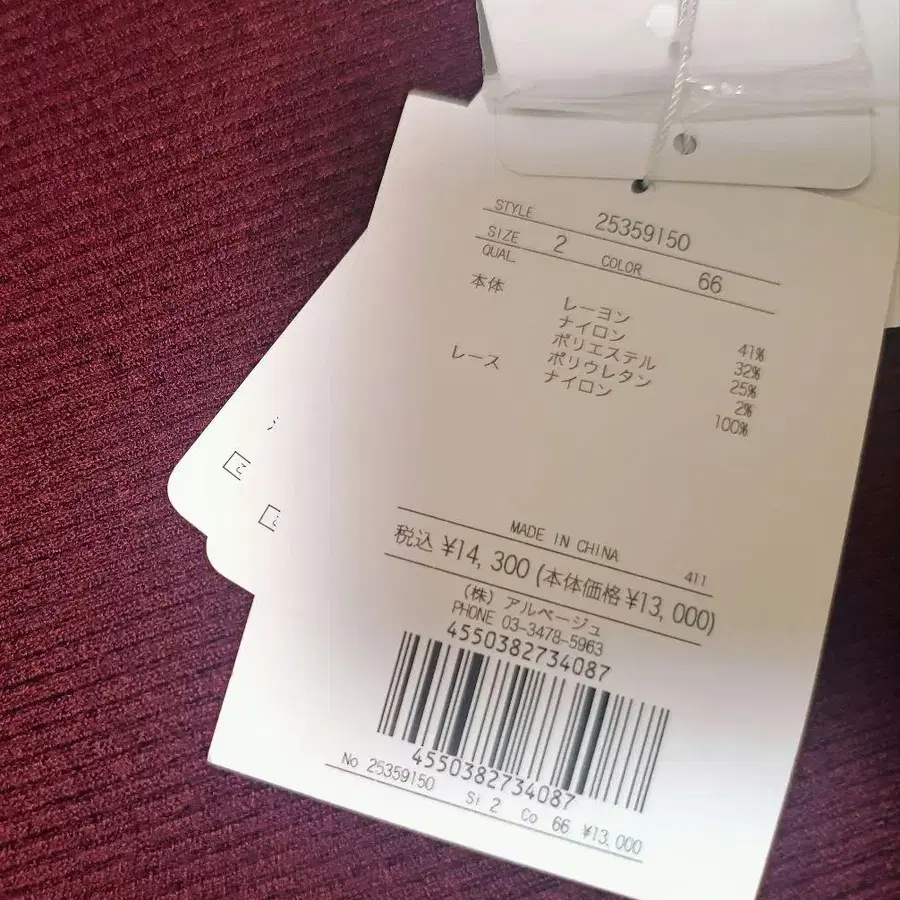 STYLE 25359150
SIZE 2 COLOR 66
QUAL
本体 レーヨン 41%
ナイロン 32%
ポリエステル 25%
ポリウレタン 2%
レース ナイロン 100%
MADE IN CHINA 411
税込 ¥14,300 (本体価格 ¥13,000)
(株) アルページュ
PHONE 03-3478-5963
4550382734087
4550382734087
No 25359150 Si 2 Co 66 ¥13,000